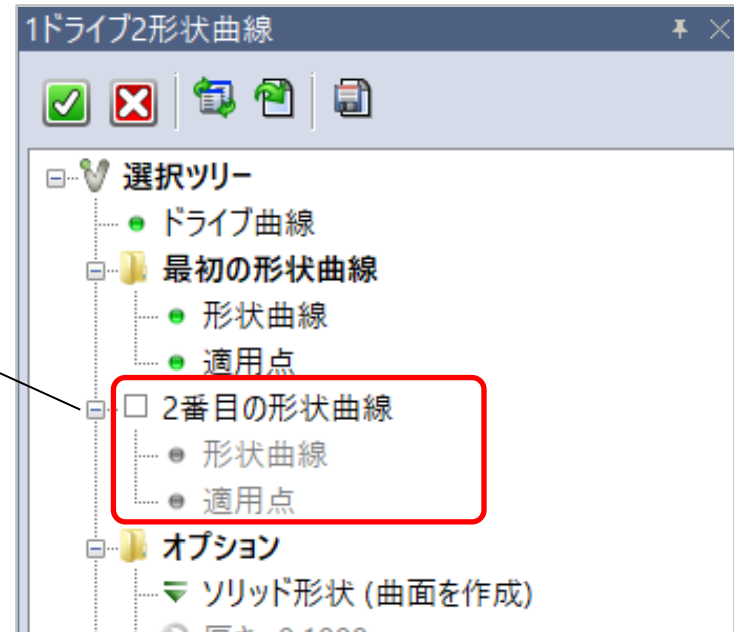 1ドライブ2形状曲線
選択ツリー
ドライブ曲線
最初の形状曲線
形状曲線
適用点
2番目の形状曲線
形状曲線
適用点
オプション
ソリッド形状 (曲面を作成)